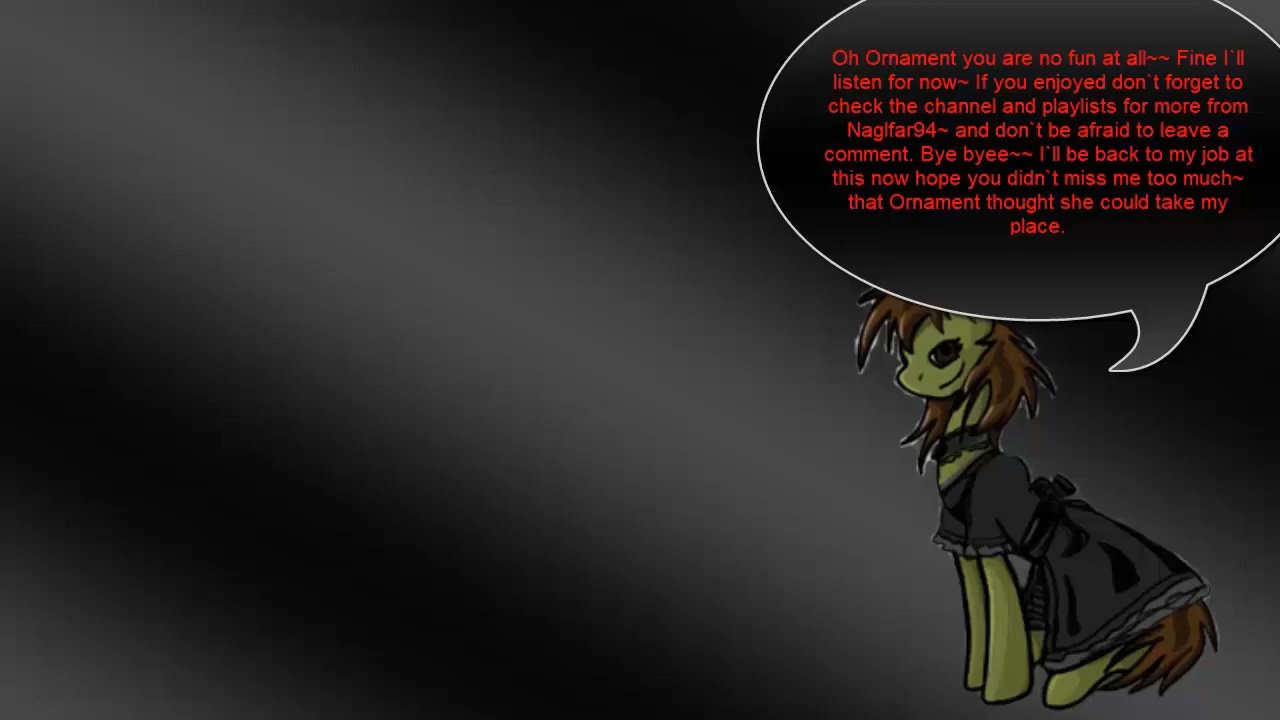 Oh Ornament you are no fun at all~~ Fine I`ll
listen for now~ If you enjoyed don`t forget to
check the channel and playlists for more from
Naglfar94~ and don`t be afraid to leave a
comment. Bye byee~~ I`ll be back to my job at
this now hope you didn`t miss me too much~
that Ornament thought she could take my
place.